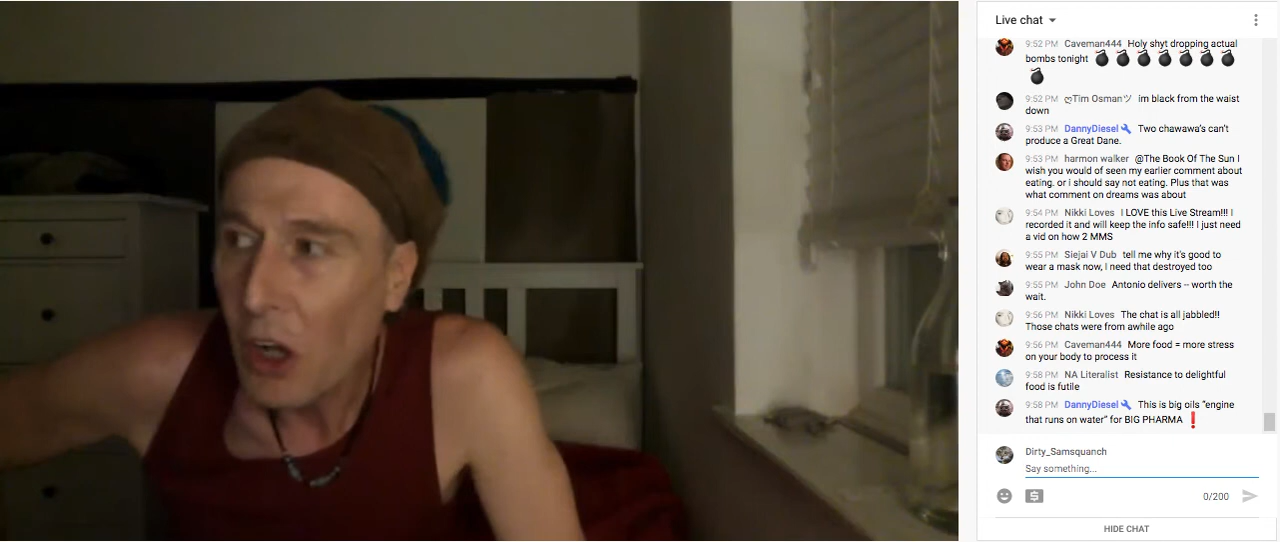 Live chat
9:52 PM Caveman444 Holy shyt dropping actual
bombs tonight 💣 💣 💣 💣 💣 💣 💣
💣
9:52 PM ღTim Osmanツ im black from the waist
down
9:53 PM DannyDiesel Two chawawa's can't
produce a Great Dane.
9:53 PM harmon walker @The Book Of The Sun I
wish you would of seen my earlier comment about
eating. or i should say not eating. Plus that was
what comment on dreams was about
9:54 PM Nikki Loves I LOVE this Live Stream!!! I
recorded it and will keep the info safe!!! I just need
a vid on how 2 MMS
9:55 PM Siejai V Dub tell me why it's good to
wear a mask now, I need that destroyed too
9:55 PM John Doe Antonio delivers -- worth the
wait.
9:56 PM Nikki Loves The chat is all jabbled!!
Those chats were from awhile ago
9:56 PM Caveman444 More food = more stress
on your body to process it
9:58 PM NA Literalist Resistance to delightful
food is futile
9:58 PM DannyDiesel This is big oils "engine
that runs on water" for BIG PHARMA ❗
Dirty_Samsquanch
Say something...
0/200
HIDE CHAT